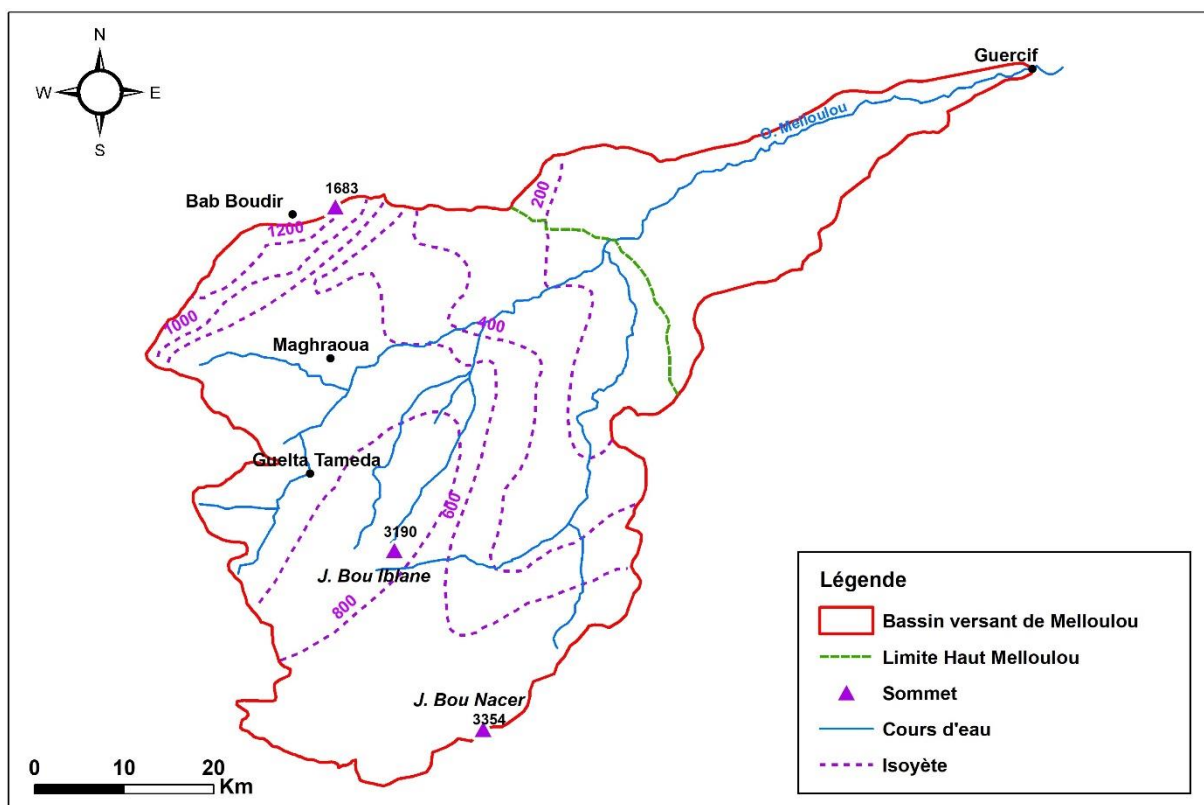 N
W E
S
Guercif
O. Melloulou
1683
Bab Boudir
200
1200
1000
400
Maghraoua
Guelta Tameda
600
3190
J. Bou Iblane
800
J. Bou Nacer
3354
0 10 20
Km
Légende
Bassin versant de Melloulou
Limite Haut Melloulou
Sommet
Cours d'eau
Isoyète